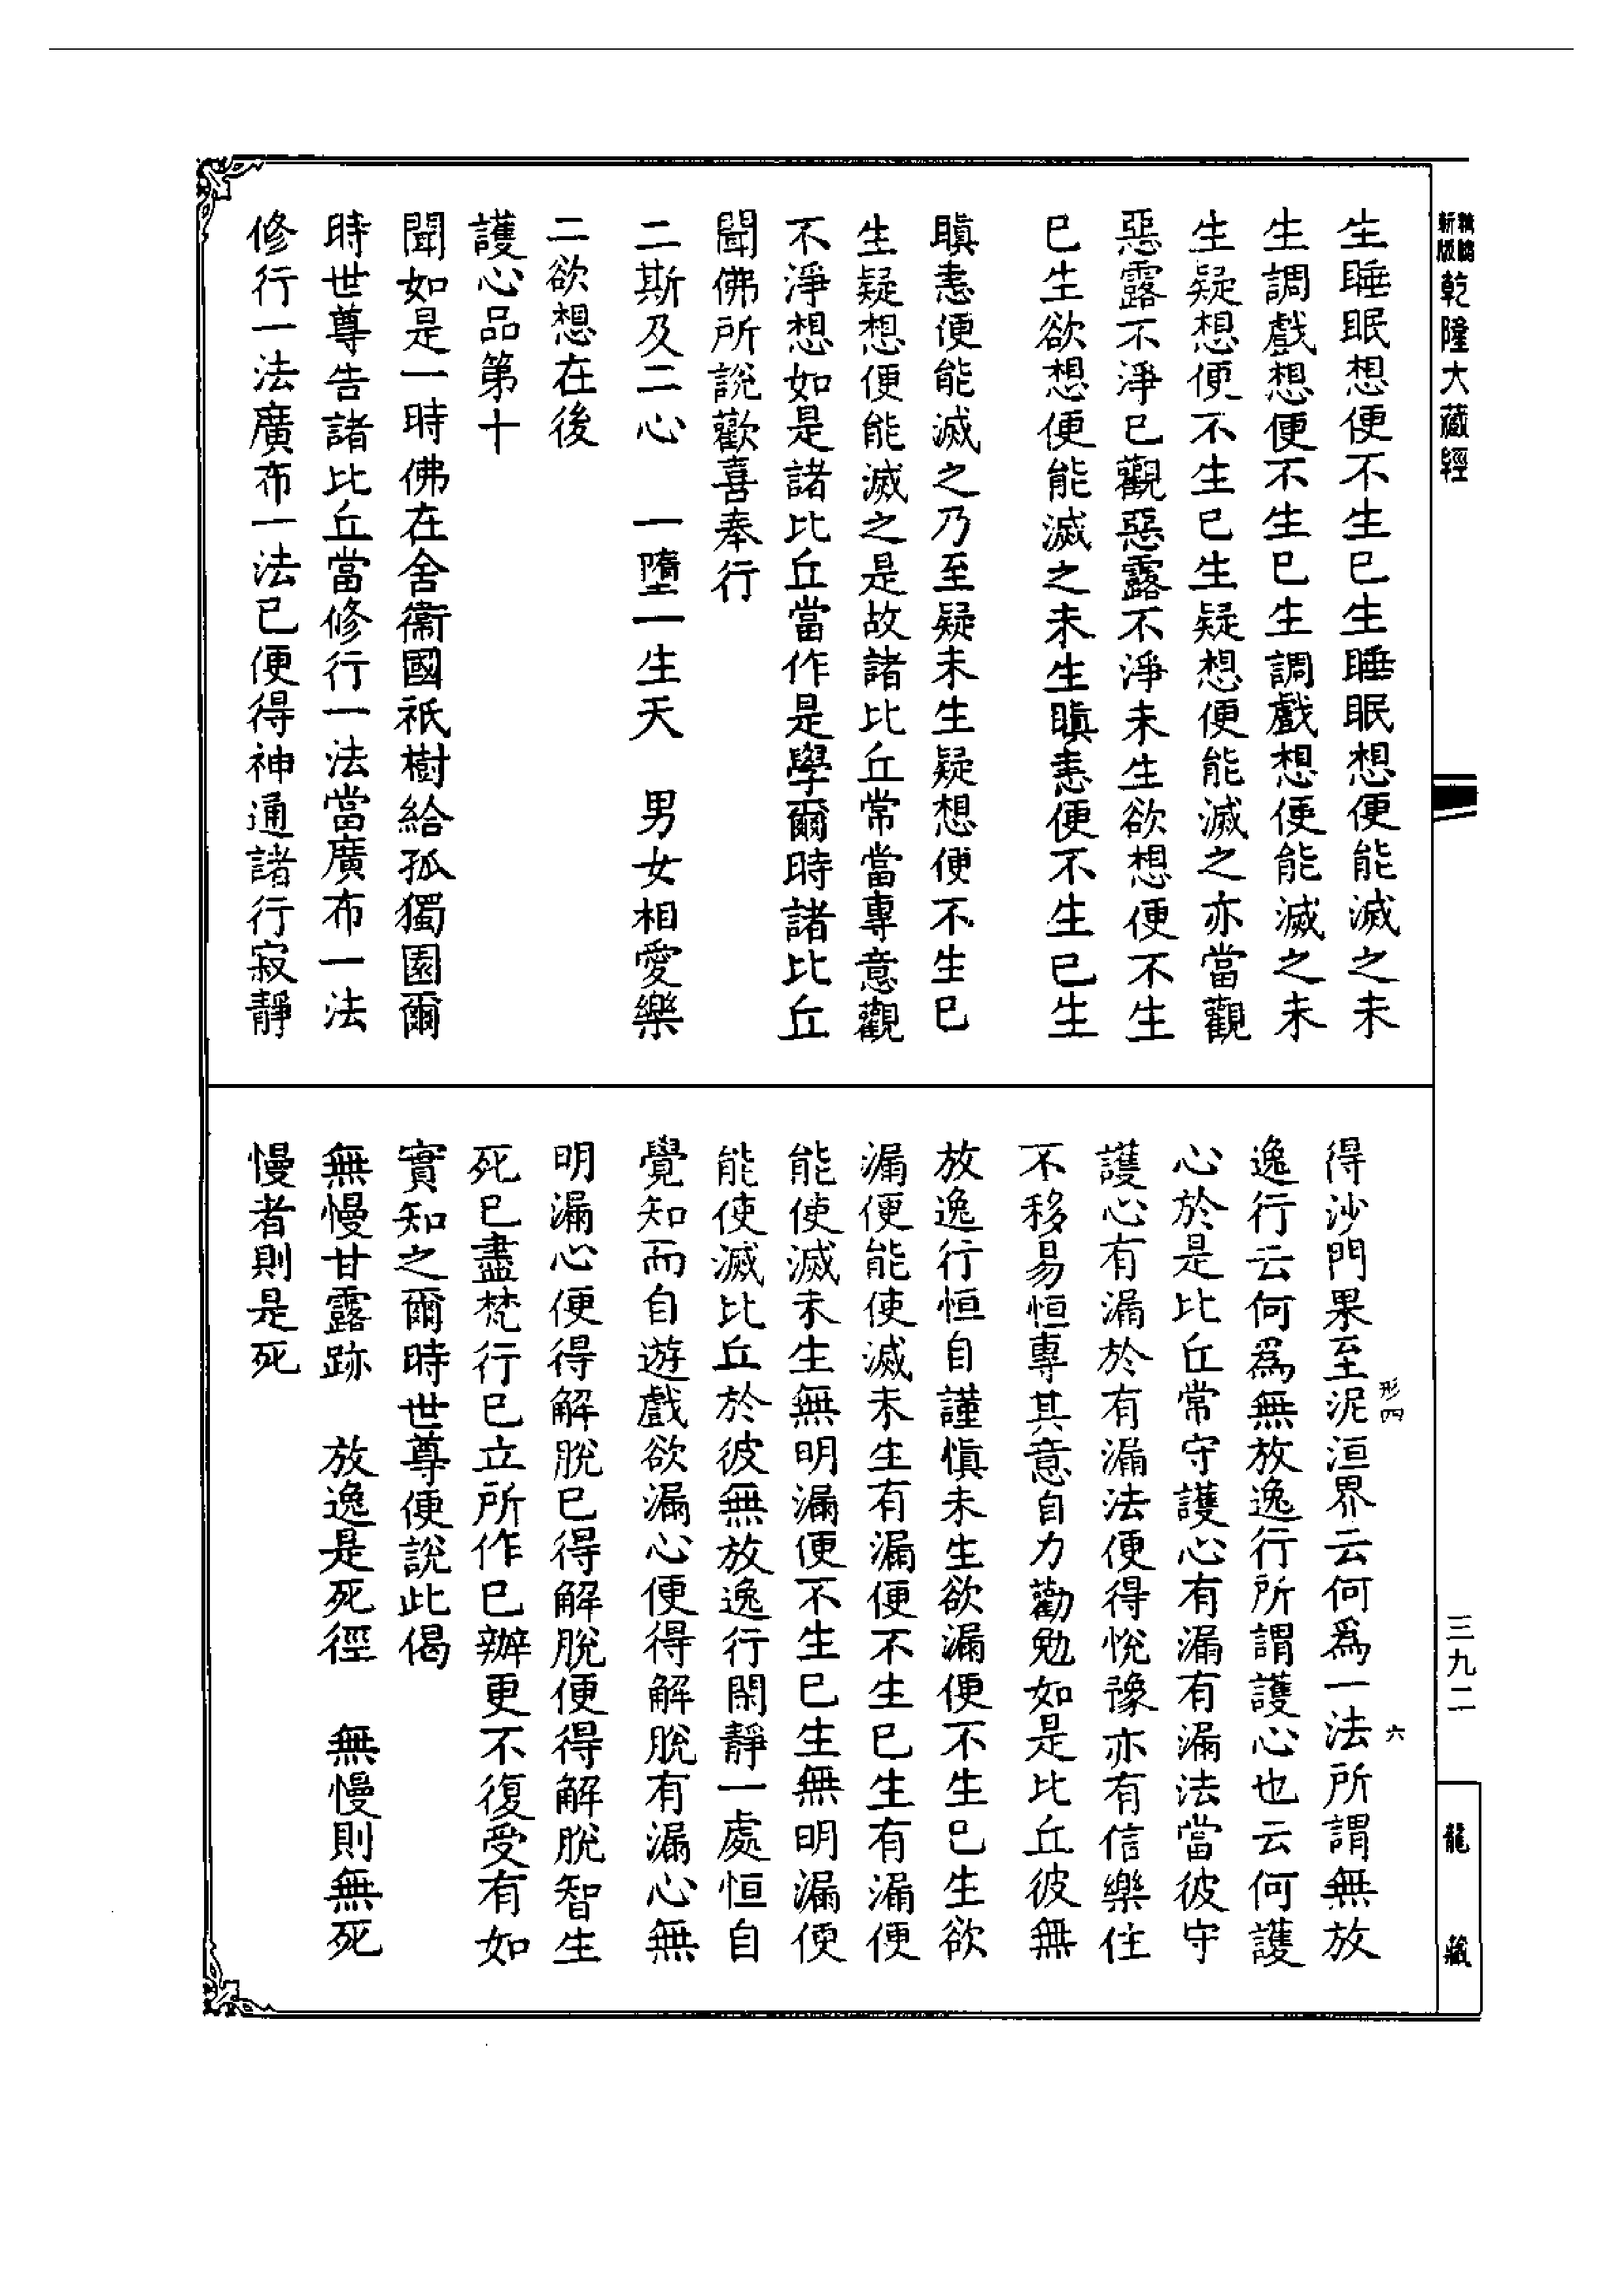 精鵰新版乾隆大藏經
生睡眠想便不生已生睡眠想便能滅之未
生調戲想便不生已生調戲想便能滅之未
生疑想便不生已生疑想便能滅之亦當觀
惡露不淨已觀惡露不淨未生欲想便不生
已生欲想便能滅之未生瞋恚便不生已生
瞋恚便能滅之乃至疑未生疑想便不生已
生疑想便能滅之是故諸比丘常當專意觀
不淨想如是諸比丘當作是學爾時諸比丘
聞佛所說歡喜奉行
二斯及二心 一墮一生天 男女相愛樂
二欲想在後
護心品第十
聞如是一時佛在舍衞國祇樹給孤獨園爾
時世尊告諸比丘當修行一法當廣布一法
修行一法廣布一法已便得神通諸行寂靜
得沙門果至泥洹界云何爲一法所謂無放
逸行云何爲無放逸行所謂護心也云何護
心於是比丘常守護心有漏有漏法當彼守
護心有漏於有漏法便得悅豫亦有信樂住
不移易恒專其意自力勸勉如是比丘彼無
放逸行恒自謹慎未生欲漏便不生已生欲
漏便能使滅未生有漏便不生已生有漏便
能使滅未生無明漏便不生已生無明漏便
能使滅比丘於彼無放逸行閑靜一處恒自
覺知而自遊戲欲漏心便得解脫有漏心無
明漏心便得解脫已得解脫便得解脫智生
死已盡梵行已立所作已辦更不復受有如
實知之爾時世尊便說此偈
無慢甘露跡 放逸是死徑 無慢則無死
慢者則是死
形四
六
三九二
龍藏